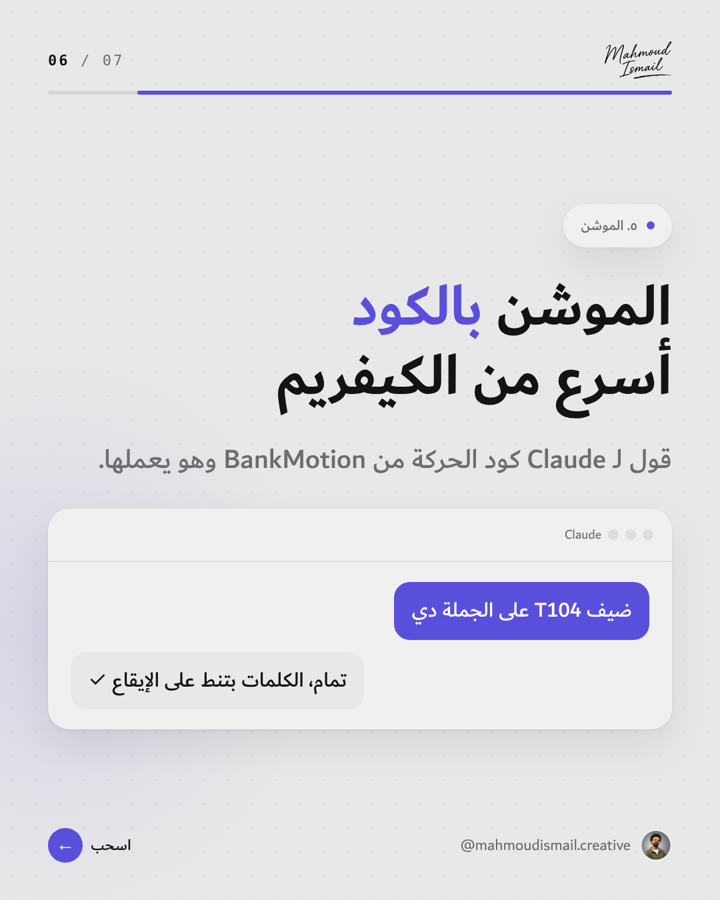 06 / 07
Mahmoud
Ismail
٥. الموشن
الموشن بالكود
أسرع من الكيفريم
قول لـ Claude كود الحركة من BankMotion وهو يعملها.
Claude
ضيف T104 على الجملة دي
تمام، الكلمات بتنط على الإيقاع ✓
@mahmoudismail.creative
اسحب ←